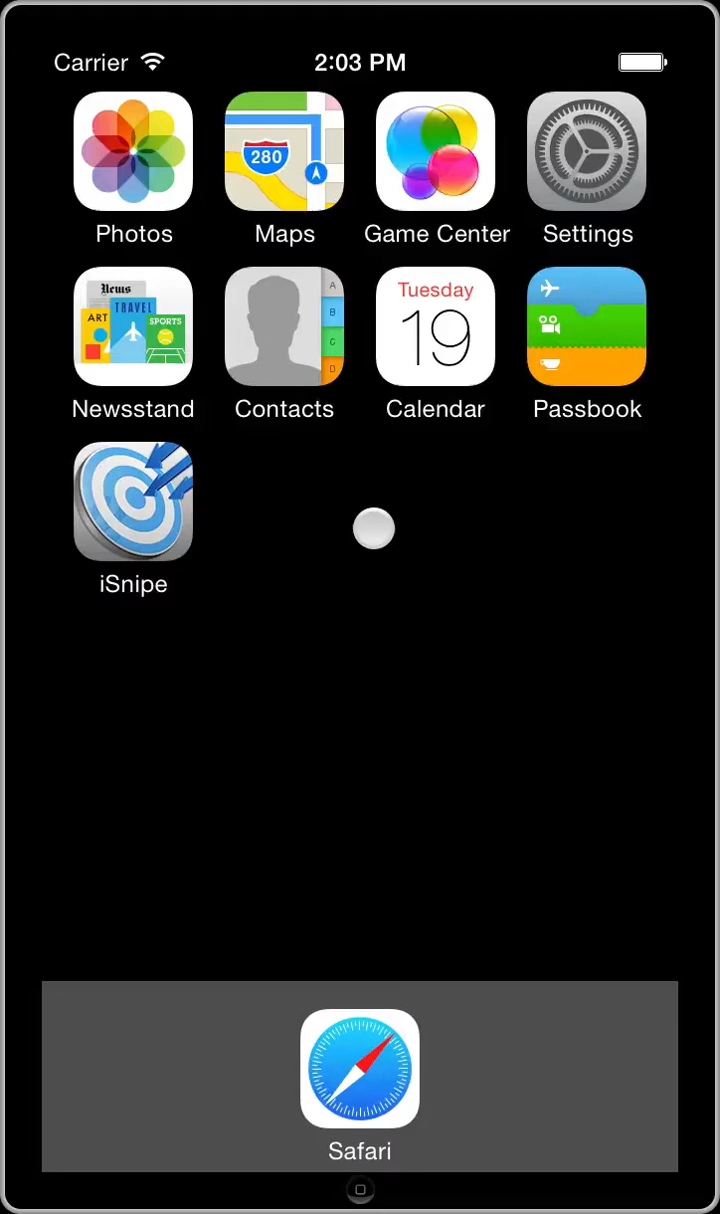 Carrier 2:03 PM
280
Photos Maps Game Center Settings
News
ART TRAVEL SPORTS
A
B
C
D
Tuesday
19
Newsstand Contacts Calendar Passbook
iSnipe
Safari